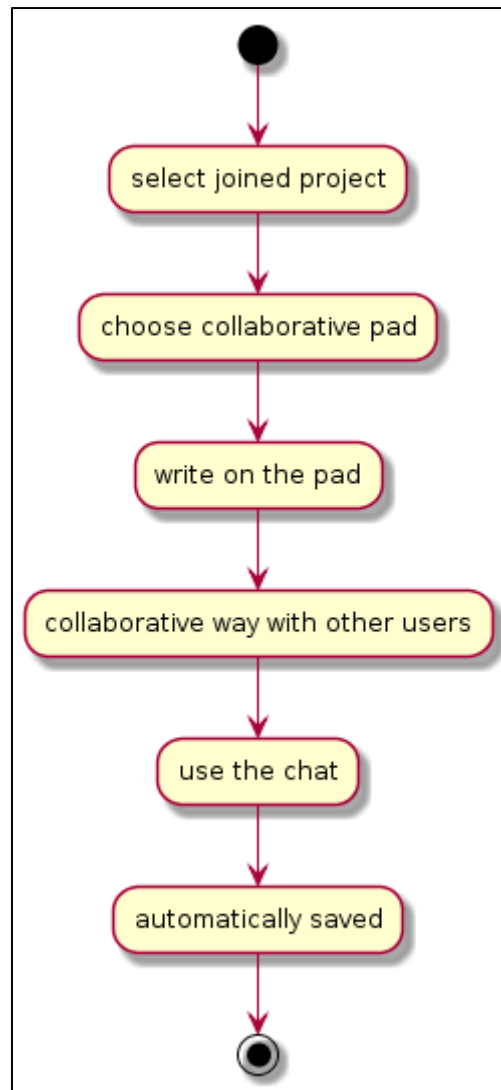 select joined project
choose collaborative pad
write on the pad
collaborative way with other users
use the chat
automatically saved